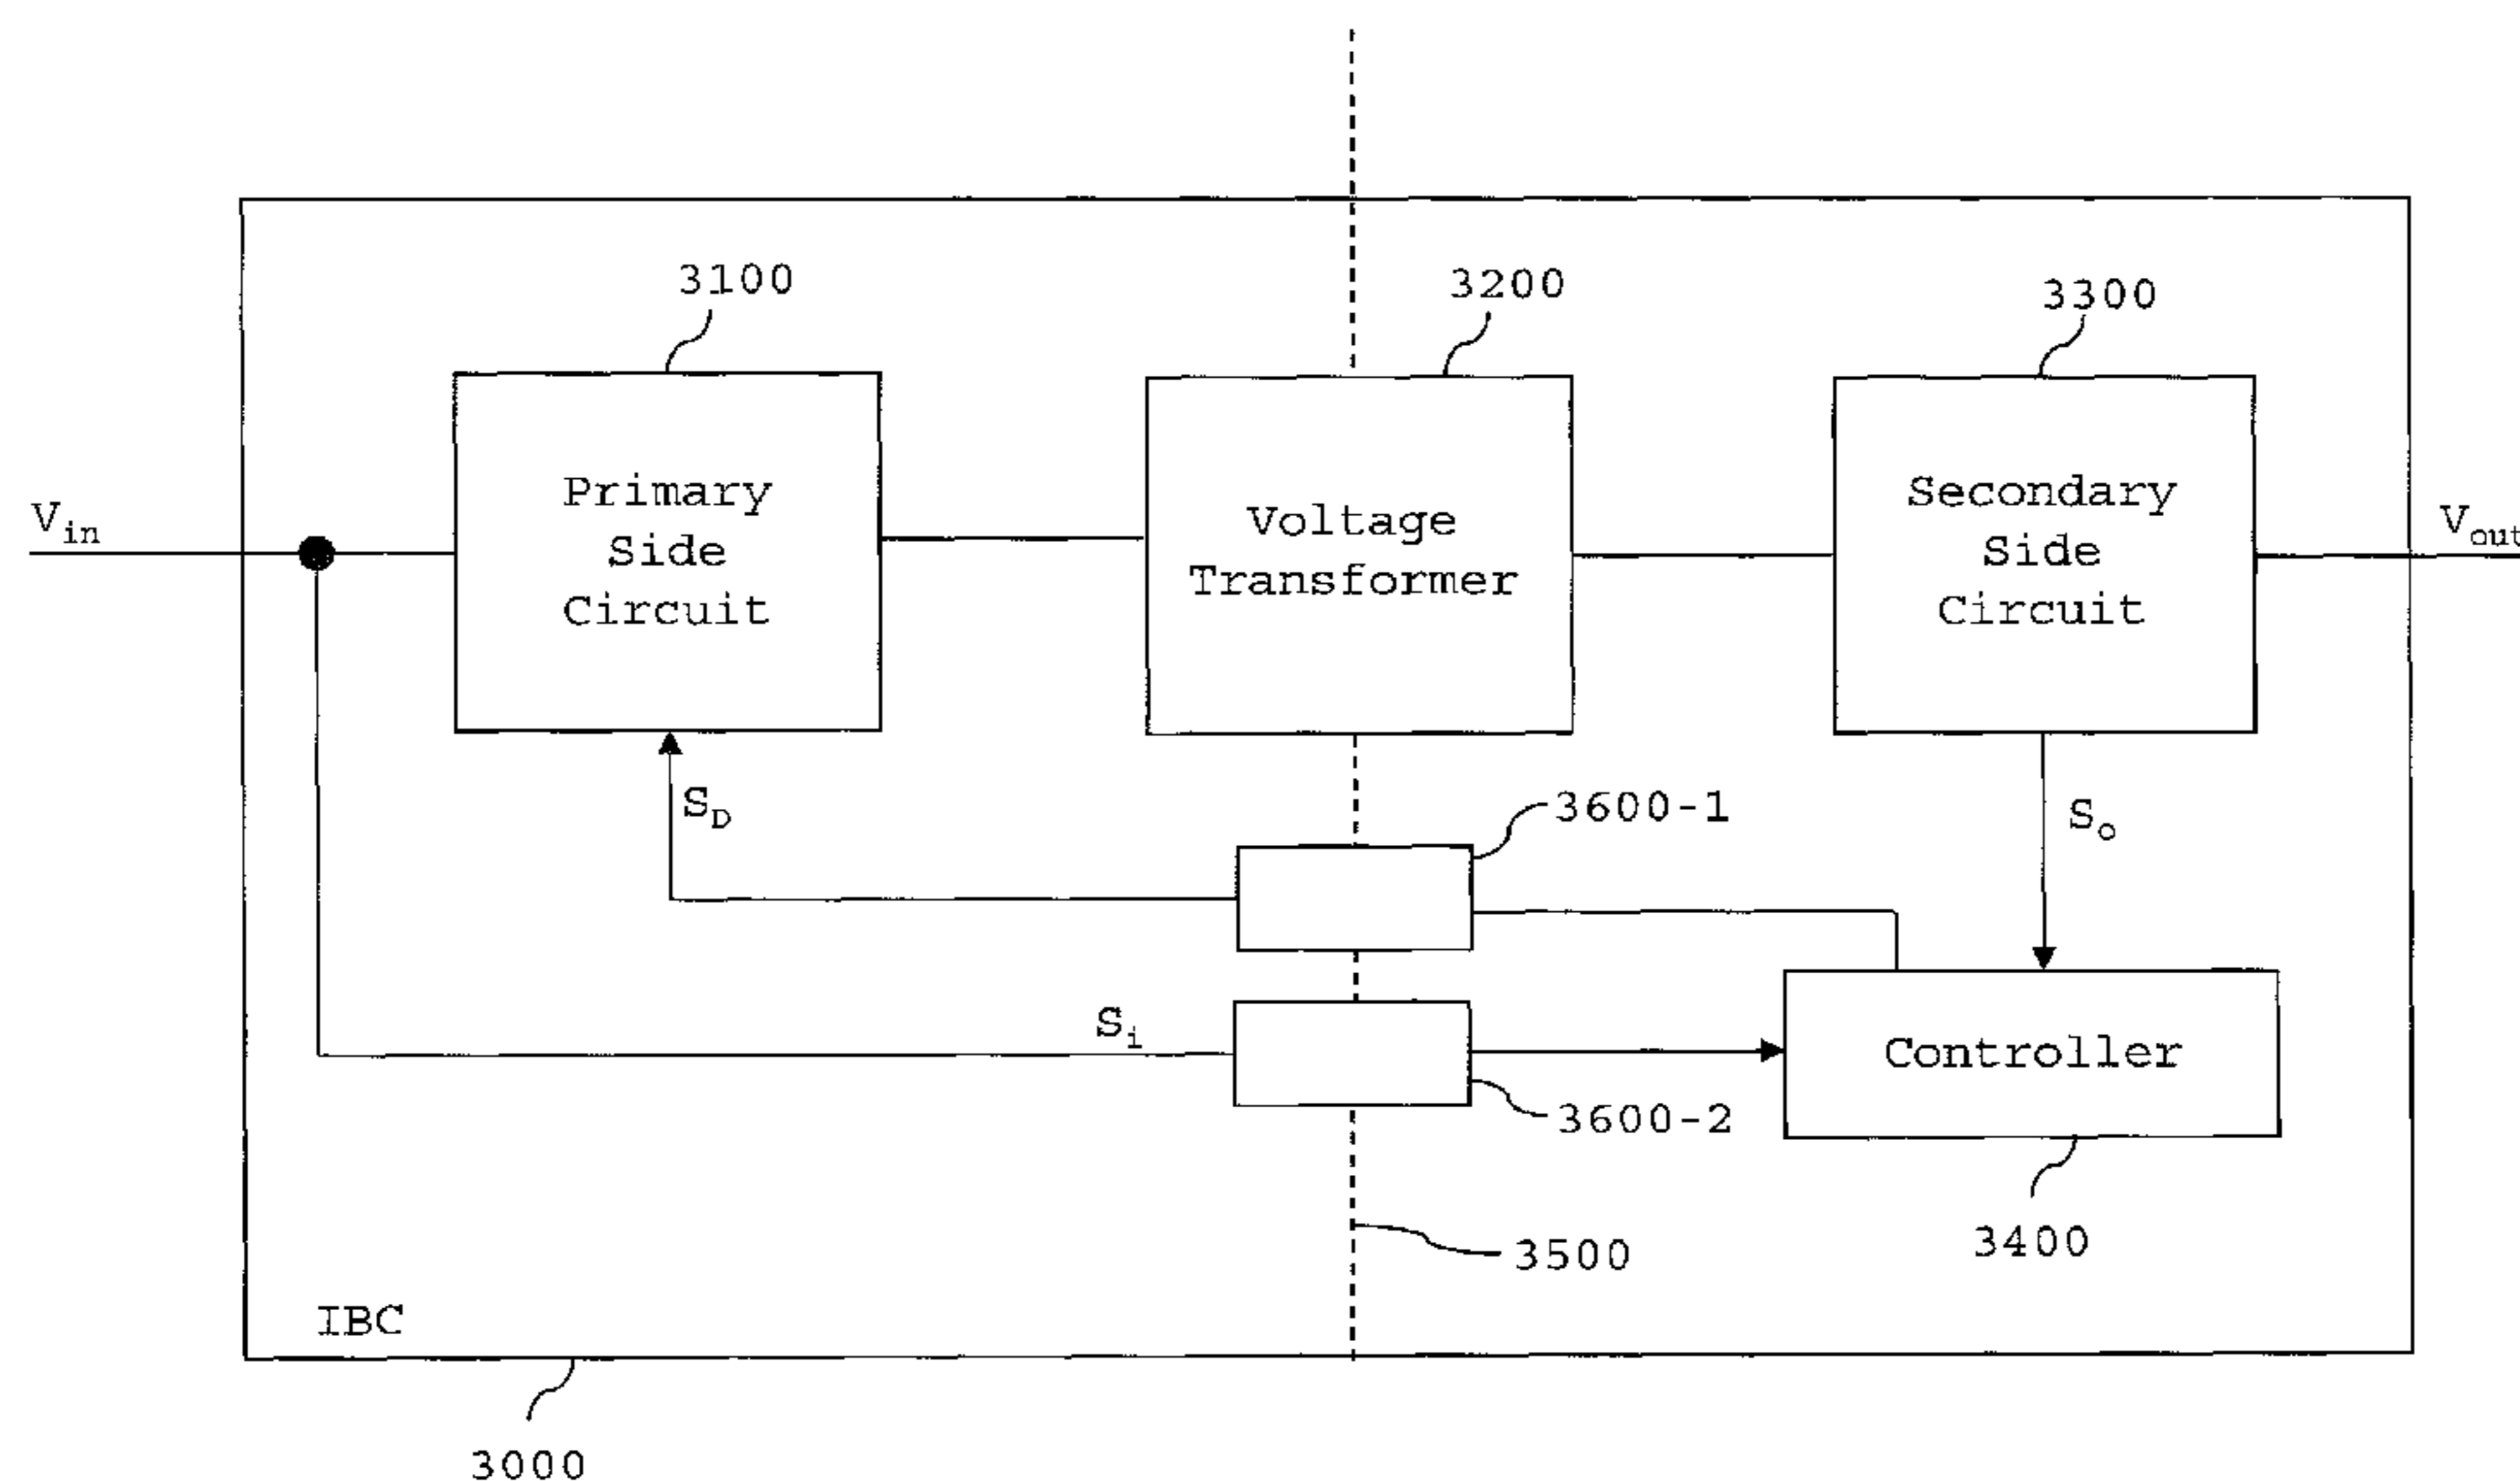 3100
3200
3300
Primary
Side
Circuit
Voltage
Transformer
Secondary
Side
Circuit
Vin
Vout
SD
3600-1
So
Si
Controller
3600-2
3500
3400
IBC
3000